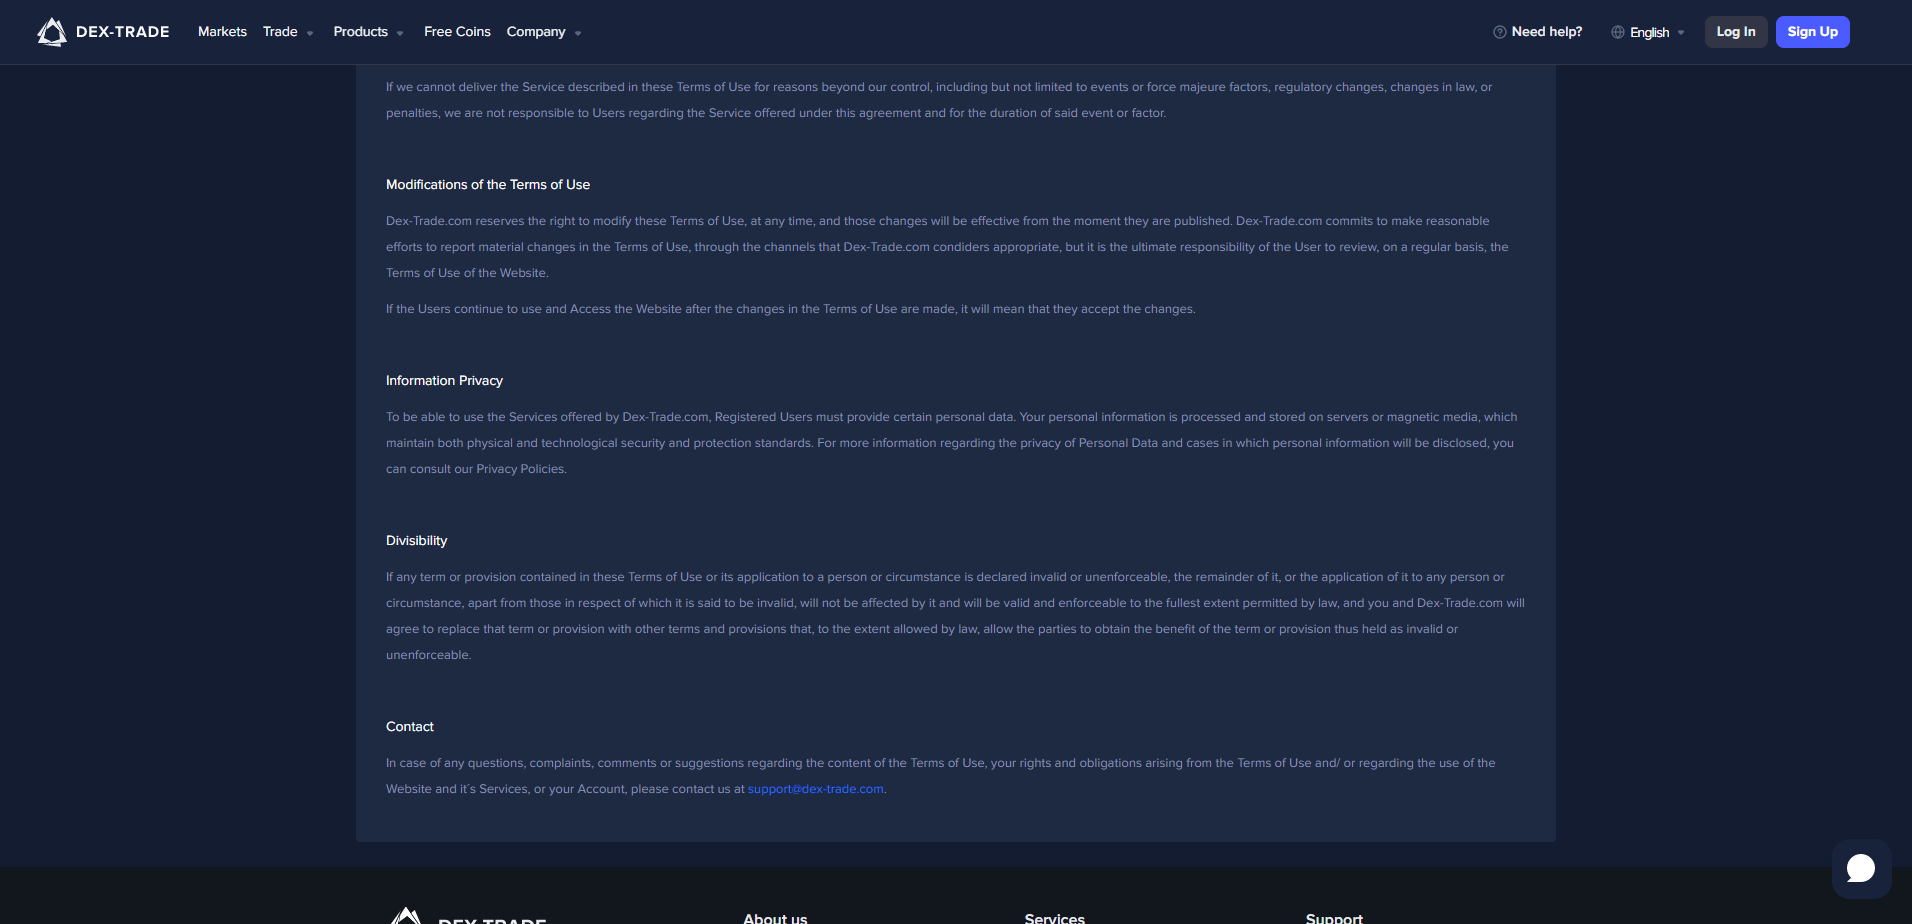 DEX-TRADE Markets Trade Products Free Coins Company Need help? English Log In Sign Up
If we cannot deliver the Service described in these Terms of Use for reasons beyond our control, including but not limited to events or force majeure factors, regulatory changes, changes in law, or
penalties, we are not responsible to Users regarding the Service offered under this agreement and for the duration of said event or factor.
Modifications of the Terms of Use
Dex-Trade.com reserves the right to modify these Terms of Use, at any time, and those changes will be effective from the moment they are published. Dex-Trade.com commits to make reasonable
efforts to report material changes in the Terms of Use, through the channels that Dex-Trade.com condiders appropriate, but it is the ultimate responsibility of the User to review, on a regular basis, the
Terms of Use of the Website.
If the Users continue to use and Access the Website after the changes in the Terms of Use are made, it will mean that they accept the changes.
Information Privacy
To be able to use the Services offered by Dex-Trade.com, Registered Users must provide certain personal data. Your personal information is processed and stored on servers or magnetic media, which
maintain both physical and technological security and protection standards. For more information regarding the privacy of Personal Data and cases in which personal information will be disclosed, you
can consult our Privacy Policies.
Divisibility
If any term or provision contained in these Terms of Use or its application to a person or circumstance is declared invalid or unenforceable, the remainder of it, or the application of it to any person or
circumstance, apart from those in respect of which it is said to be invalid, will not be affected by it and will be valid and enforceable to the fullest extent permitted by law, and you and Dex-Trade.com will
agree to replace that term or provision with other terms and provisions that, to the extent allowed by law, allow the parties to obtain the benefit of the term or provision thus held as invalid or
unenforceable.
Contact
In case of any questions, complaints, comments or suggestions regarding the content of the Terms of Use, your rights and obligations arising from the Terms of Use and/ or regarding the use of the
Website and it´s Services, or your Account, please contact us at support@dex-trade.com.
DEX-TRADE About us Services Support